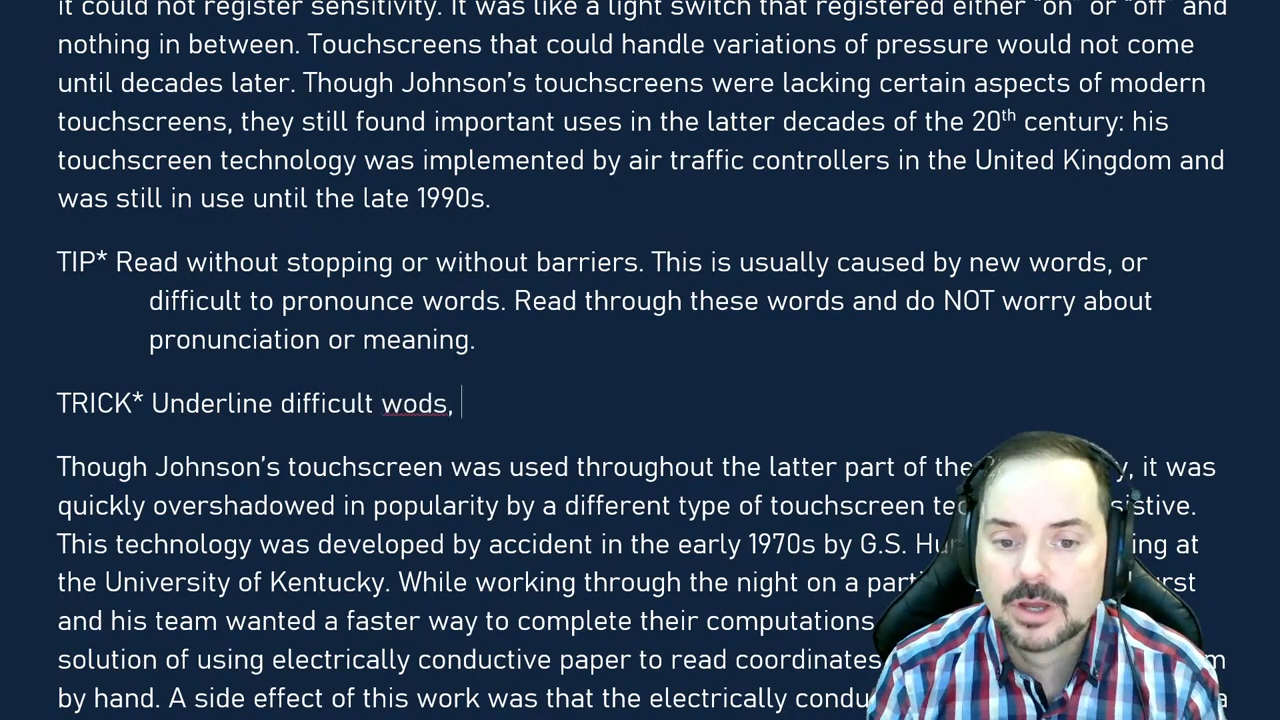 it could not register sensitivity. It was like a light switch that registered either “on” or “off” and
nothing in between. Touchscreens that could handle variations of pressure would not come
until decades later. Though Johnson’s touchscreens were lacking certain aspects of modern
touchscreens, they still found important uses in the latter decades of the 20th century: his
touchscreen technology was implemented by air traffic controllers in the United Kingdom and
was still in use until the late 1990s.
TIP* Read without stopping or without barriers. This is usually caused by new words, or
difficult to pronounce words. Read through these words and do NOT worry about
pronunciation or meaning.
TRICK* Underline difficult wods,
Though Johnson’s touchscreen was used throughout the latter part of the it was
quickly overshadowed in popularity by a different type of touchscreen
This technology was developed by accident in the early 1970s by G.S. at
the University of Kentucky. While working through the night on a
and his team wanted a faster way to complete their computations
solution of using electrically conductive paper to read coordinates
by hand. A side effect of this work was that the electrically